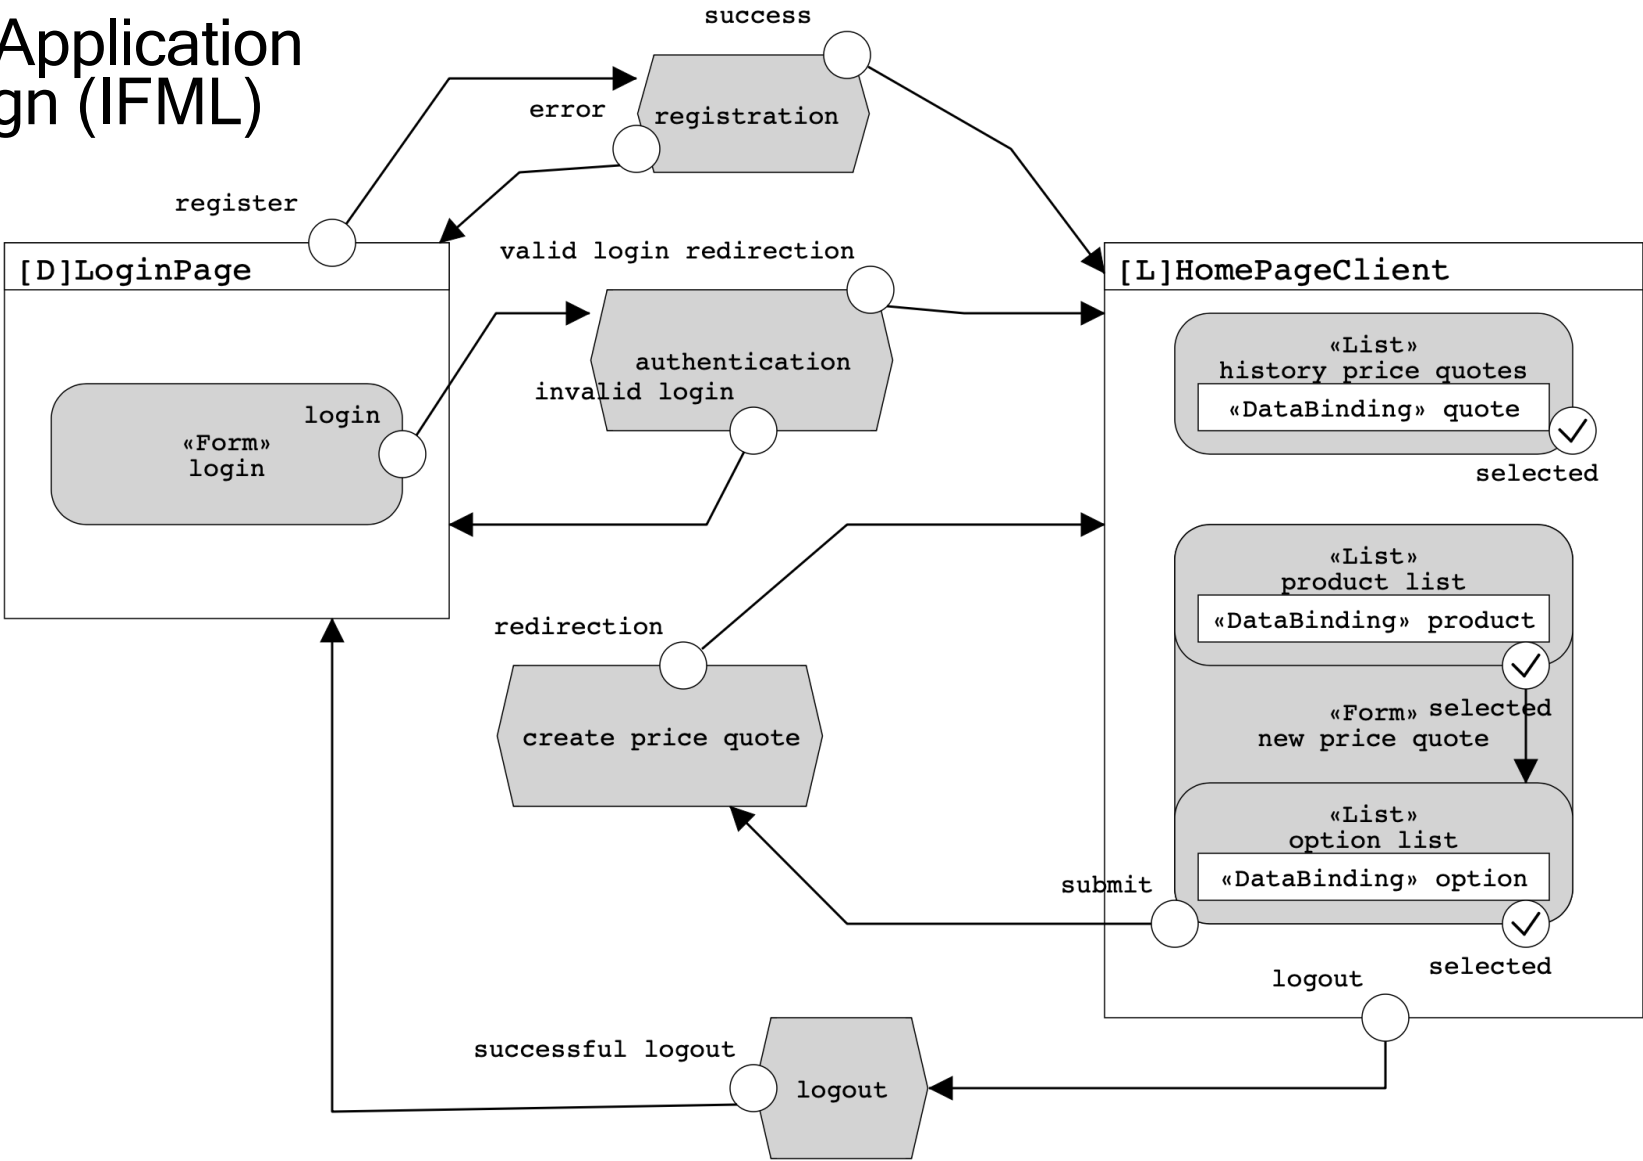 Application
gn (IFML)
success
error
registration
register
[D]LoginPage
valid login redirection
[L]HomePageClient
«List»
history price quotes
«DataBinding» quote
selected
authentication
invalid login
login
«Form»
login
«List»
product list
«DataBinding» product
selected
«Form»
new price quote
redirection
create price quote
«List»
option list
«DataBinding» option
submit
selected
logout
successful logout
logout